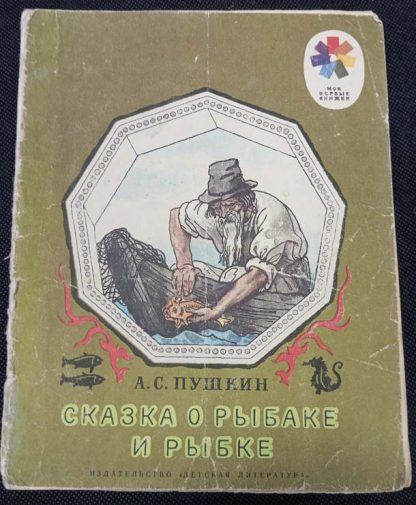 МОИ
ПЕРВЫЕ
КНИЖКИ
А.С. ПУШКИН
СКАЗКА О РЫБАКЕ
И РЫБКЕ
ИЗДАТЕЛЬСТВО «ДЕТСКАЯ ЛИТЕРАТУРА»